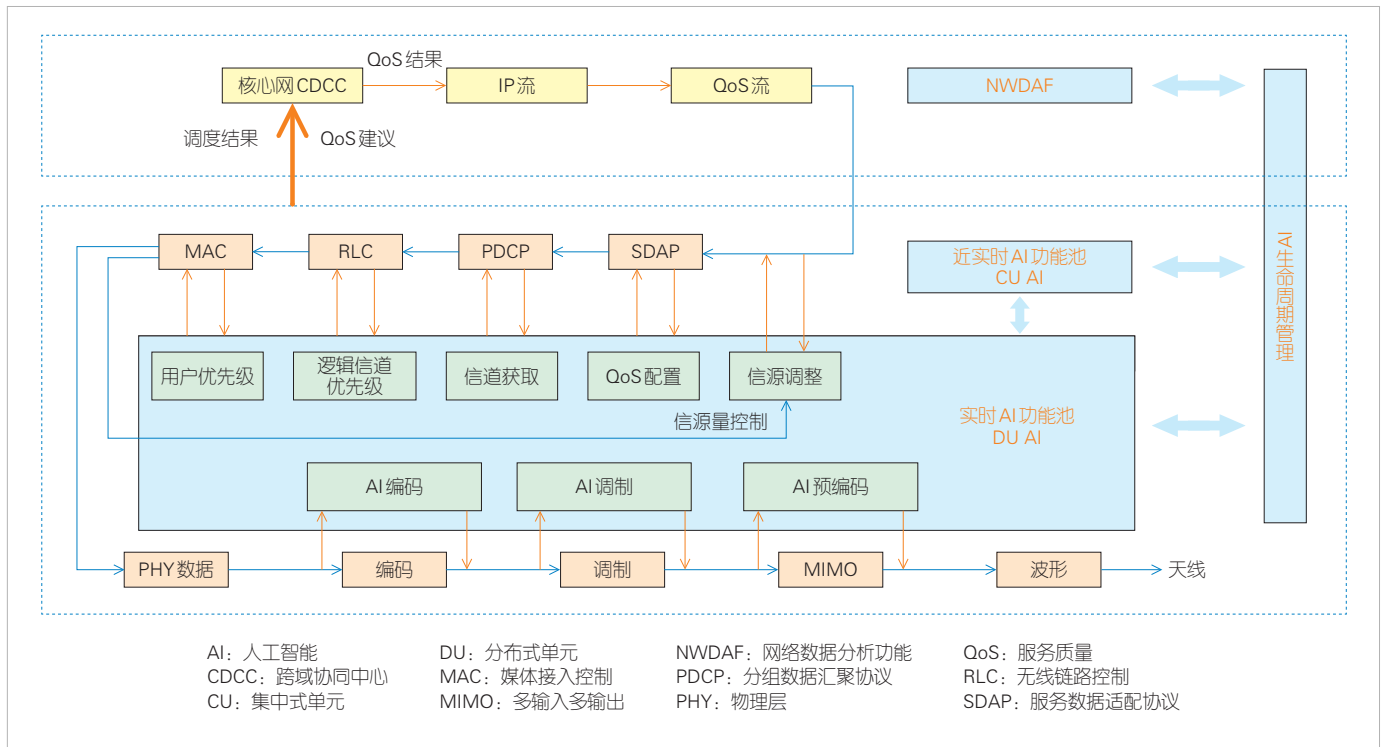 QoS结果
核心网CDCC
IP流
QoS流
NWDAF
调度结果
QoS建议
MAC
RLC
PDCP
SDAP
近实时AI功能池
CU AI
AI生命周期管理
用户优先级
逻辑信道
优先级
信道获取
QoS配置
信源调整
信源量控制
实时AI功能池
DU AI
AI编码
AI调制
AI预编码
PHY数据
编码
调制
MIMO
波形
天线
AI：人工智能
DU：分布式单元
NWDAF：网络数据分析功能
QoS：服务质量
CDCC：跨域协同中心
MAC：媒体接入控制
PDCP：分组数据汇聚协议
RLC：无线链路控制
CU：集中式单元
MIMO：多输入多输出
PHY：物理层
SDAP：服务数据适配协议